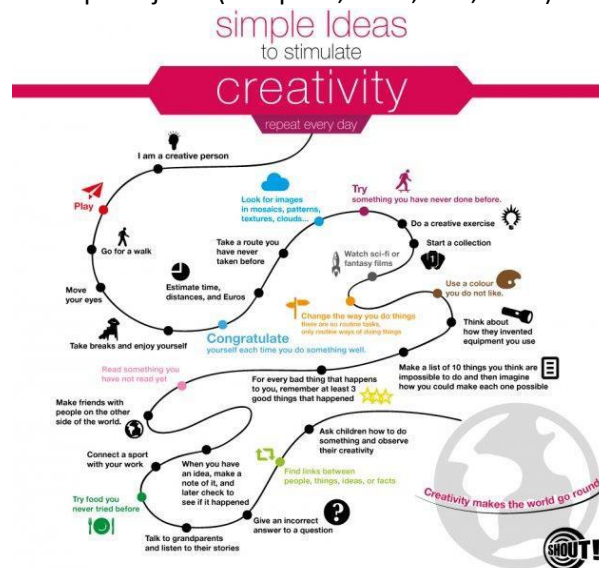 simple Ideas
to stimulate
creativity
repeat every day
I am a creative person
Play
Go for a walk
Move
your eyes
Take breaks and enjoy yourself
Estimate time,
distances, and Euros
Congratulate
yourself each time you do something well.
Take a route you
have never
taken before
Look for images
in mosaics, patterns,
textures, clouds...
Try
something you have never done before.
Do a creative exercise
Start a collection
Watch sci-fi or
fantasy films
Change the way you do things
there are no routine tasks,
only routine ways of doing things
Use a colour
you do not like.
Think about
how they invented
equipment you use
Make a list of 10 things you think are
impossible to do and then imagine
how you could make each one possible
For every bad thing that happens
to you, remember at least 3
good things that happened
Read something you
have not read yet
Make friends with
people on the other
side of the world.
Connect a sport
with your work
When you have
an idea, make a
note of it, and
later check to
see if it happened
Try food you
never tried before
Talk to grandparents
and listen to their stories
Give an incorrect
answer to a question
Find links between
people, things, ideas, or facts
Ask children how to do
something and observe
their creativity
Creativity makes the world go round
SHOUT!